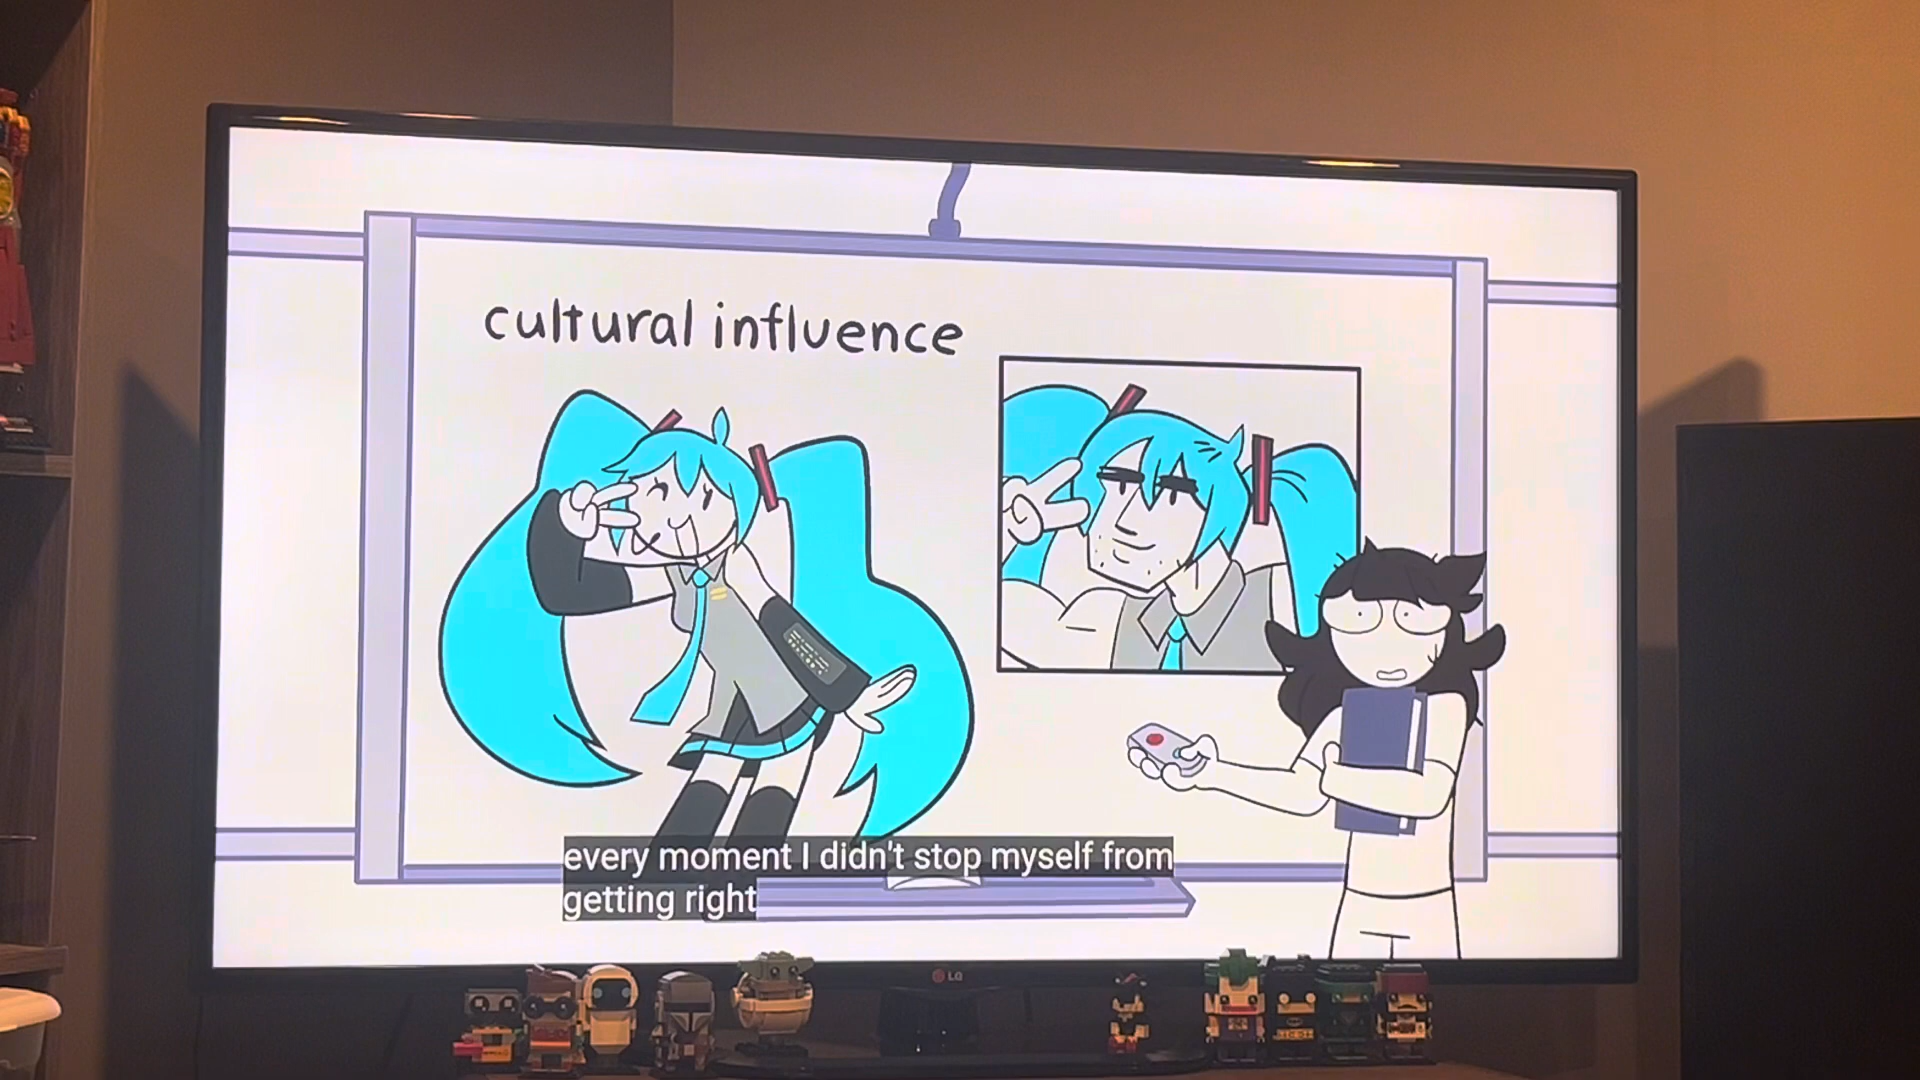 cultural influence
every moment I didn't stop myself from
getting right
LG